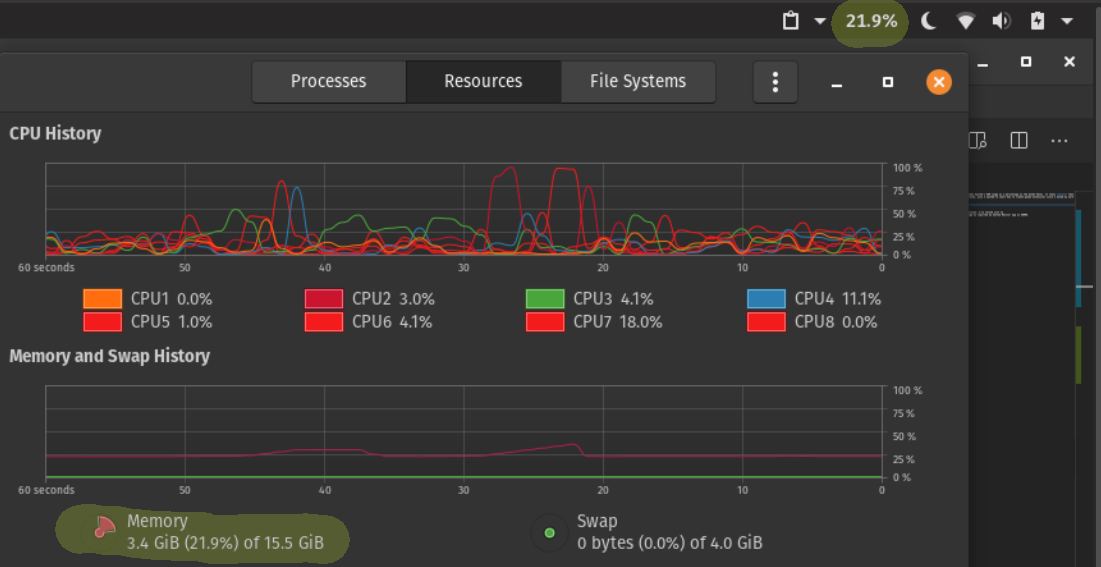 21.9%
Processes Resources File Systems
CPU History
100 %
75 %
50 %
25 %
0 %
60 seconds 50 40 30 20 10 0
CPU1 0.0% CPU2 3.0% CPU3 4.1% CPU4 11.1%
CPU5 1.0% CPU6 4.1% CPU7 18.0% CPU8 0.0%
Memory and Swap History
100 %
75 %
50 %
25 %
0 %
60 seconds 50 40 30 20 10 0
Memory
3.4 GiB (21.9%) of 15.5 GiB
Swap
0 bytes (0.0%) of 4.0 GiB